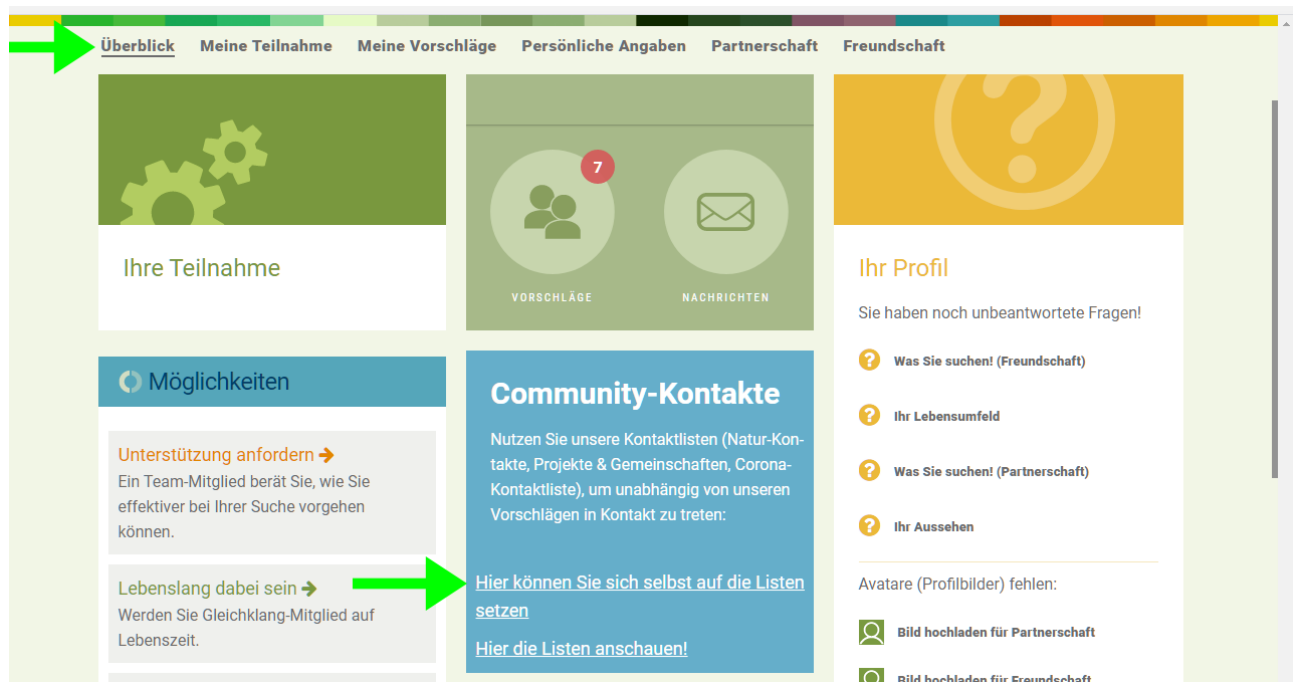 Überblick Meine Teilnahme Meine Vorschläge Persönliche Angaben Partnerschaft Freundschaft
Ihre Teilnahme
Möglichkeiten
Unterstützung anfordern
Ein Team-Mitglied berät Sie, wie Sie
effektiver bei Ihrer Suche vorgehen
können.
Lebenslang dabei sein
Werden Sie Gleichklang-Mitglied auf
Lebenszeit.
7
VORSCHLÄGE NACHRICHTEN
Community-Kontakte
Nutzen Sie unsere Kontaktlisten (Natur-Kon-
takte, Projekte & Gemeinschaften, Corona-
Kontaktliste), um unabhängig von unseren
Vorschlägen in Kontakt zu treten:
Hier können Sie sich selbst auf die Listen
setzen
Hier die Listen anschauen!
?
Ihr Profil
Sie haben noch unbeantwortete Fragen!
? Was Sie suchen! (Freundschaft)
? Ihr Lebensumfeld
? Was Sie suchen! (Partnerschaft)
? Ihr Aussehen
Avatare (Profilbilder) fehlen:
Bild hochladen für Partnerschaft
Bild hochladen für Freundschaft